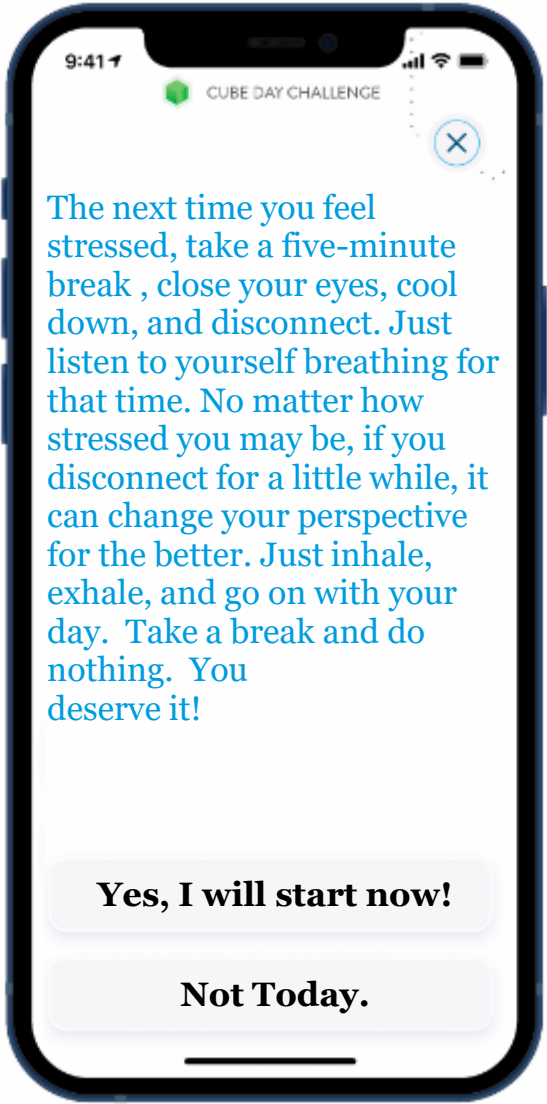 9:41
CUBE DAY CHALLENGE
The next time you feel
stressed, take a five-minute
break , close your eyes, cool
down, and disconnect. Just
listen to yourself breathing for
that time. No matter how
stressed you may be, if you
disconnect for a little while, it
can change your perspective
for the better. Just inhale,
exhale, and go on with your
day.  Take a break and do
nothing.  You
deserve it!
Yes, I will start now!
Not Today.